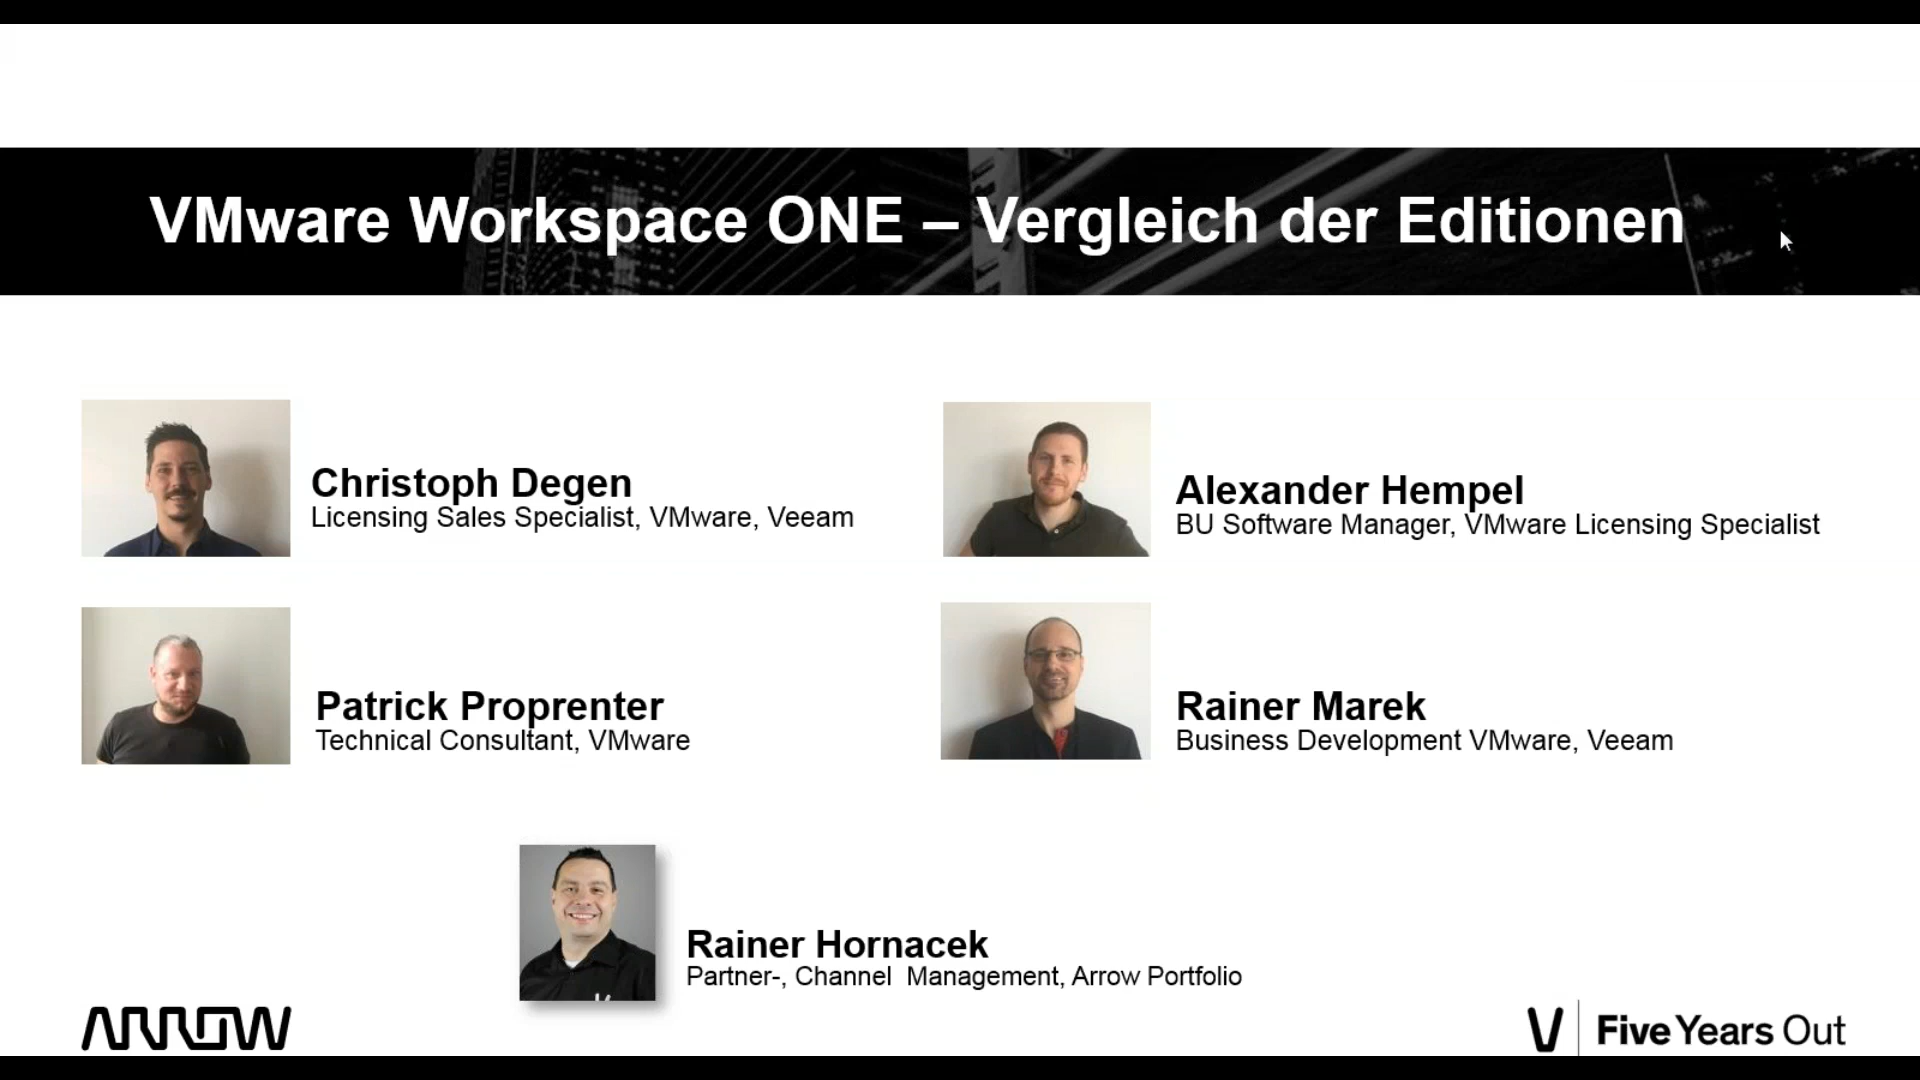 VMware Workspace ONE – Vergleich der Editionen
Christoph Degen
Licensing Sales Specialist, VMware, Veeam
Alexander Hempel
BU Software Manager, VMware Licensing Specialist
Patrick Proprenter
Technical Consultant, VMware
Rainer Marek
Business Development VMware, Veeam
Rainer Hornacek
Partner-, Channel  Management, Arrow Portfolio
ARROW
Five Years Out